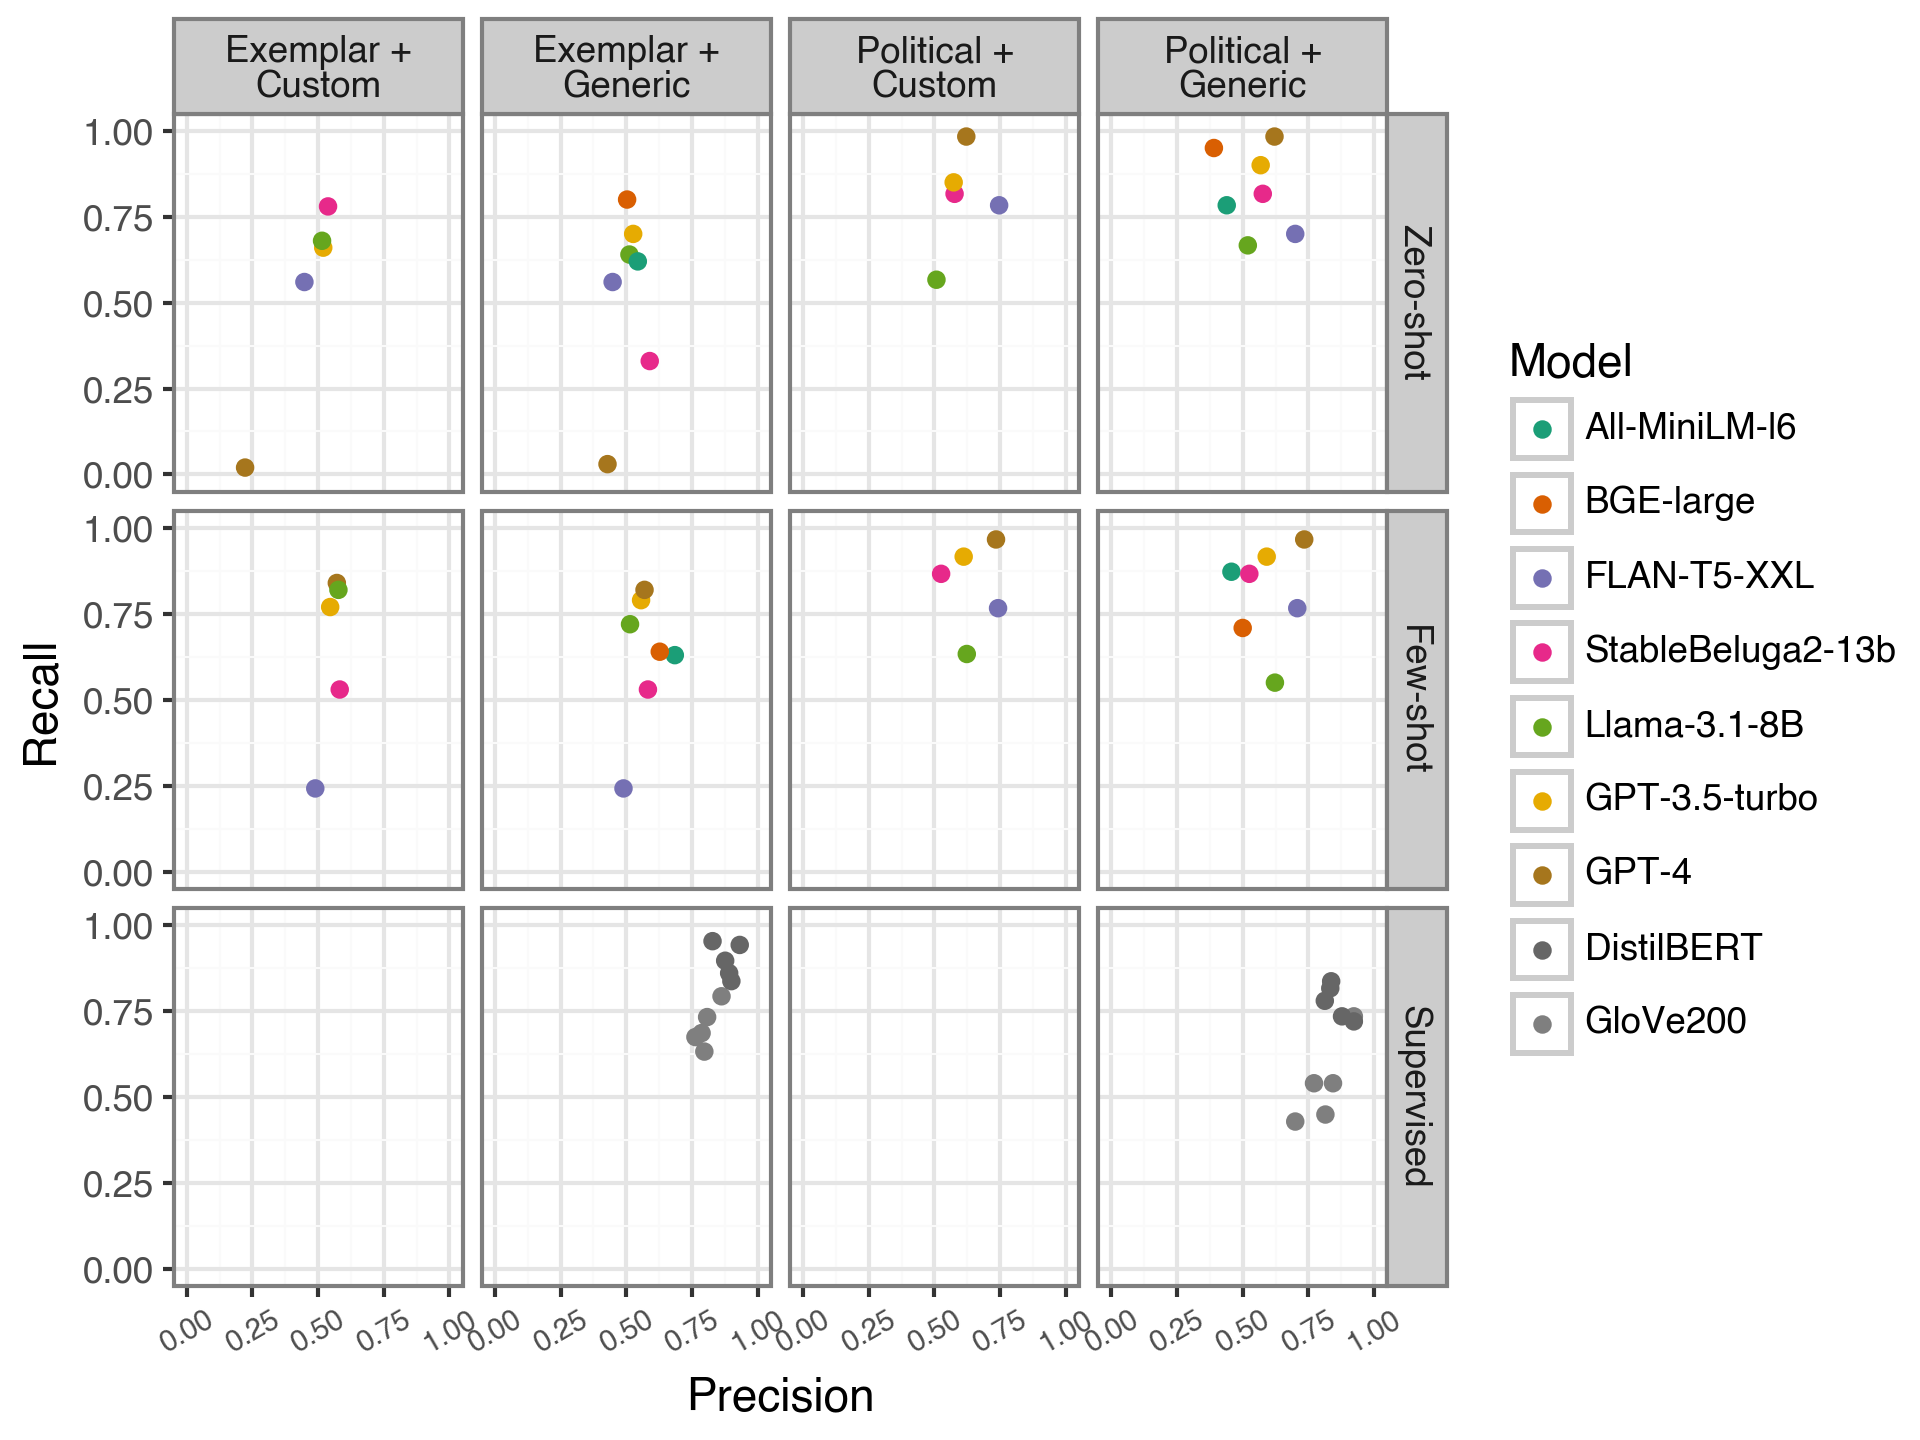 Exemplar +
Custom
Exemplar +
Generic
Political +
Custom
Political +
Generic
1.00
0.75
0.50
0.25
0.00
Zero-shot
1.00
0.75
0.50
0.25
0.00
Few-shot
1.00
0.75
0.50
0.25
0.00
Supervised
0.00 0.25 0.50 0.75 1.00
0.00 0.25 0.50 0.75 1.00
0.00 0.25 0.50 0.75 1.00
0.00 0.25 0.50 0.75 1.00
Precision
Recall
Model
All-MiniLM-l6
BGE-large
FLAN-T5-XXL
StableBeluga2-13b
Llama-3.1-8B
GPT-3.5-turbo
GPT-4
DistilBERT
GloVe200